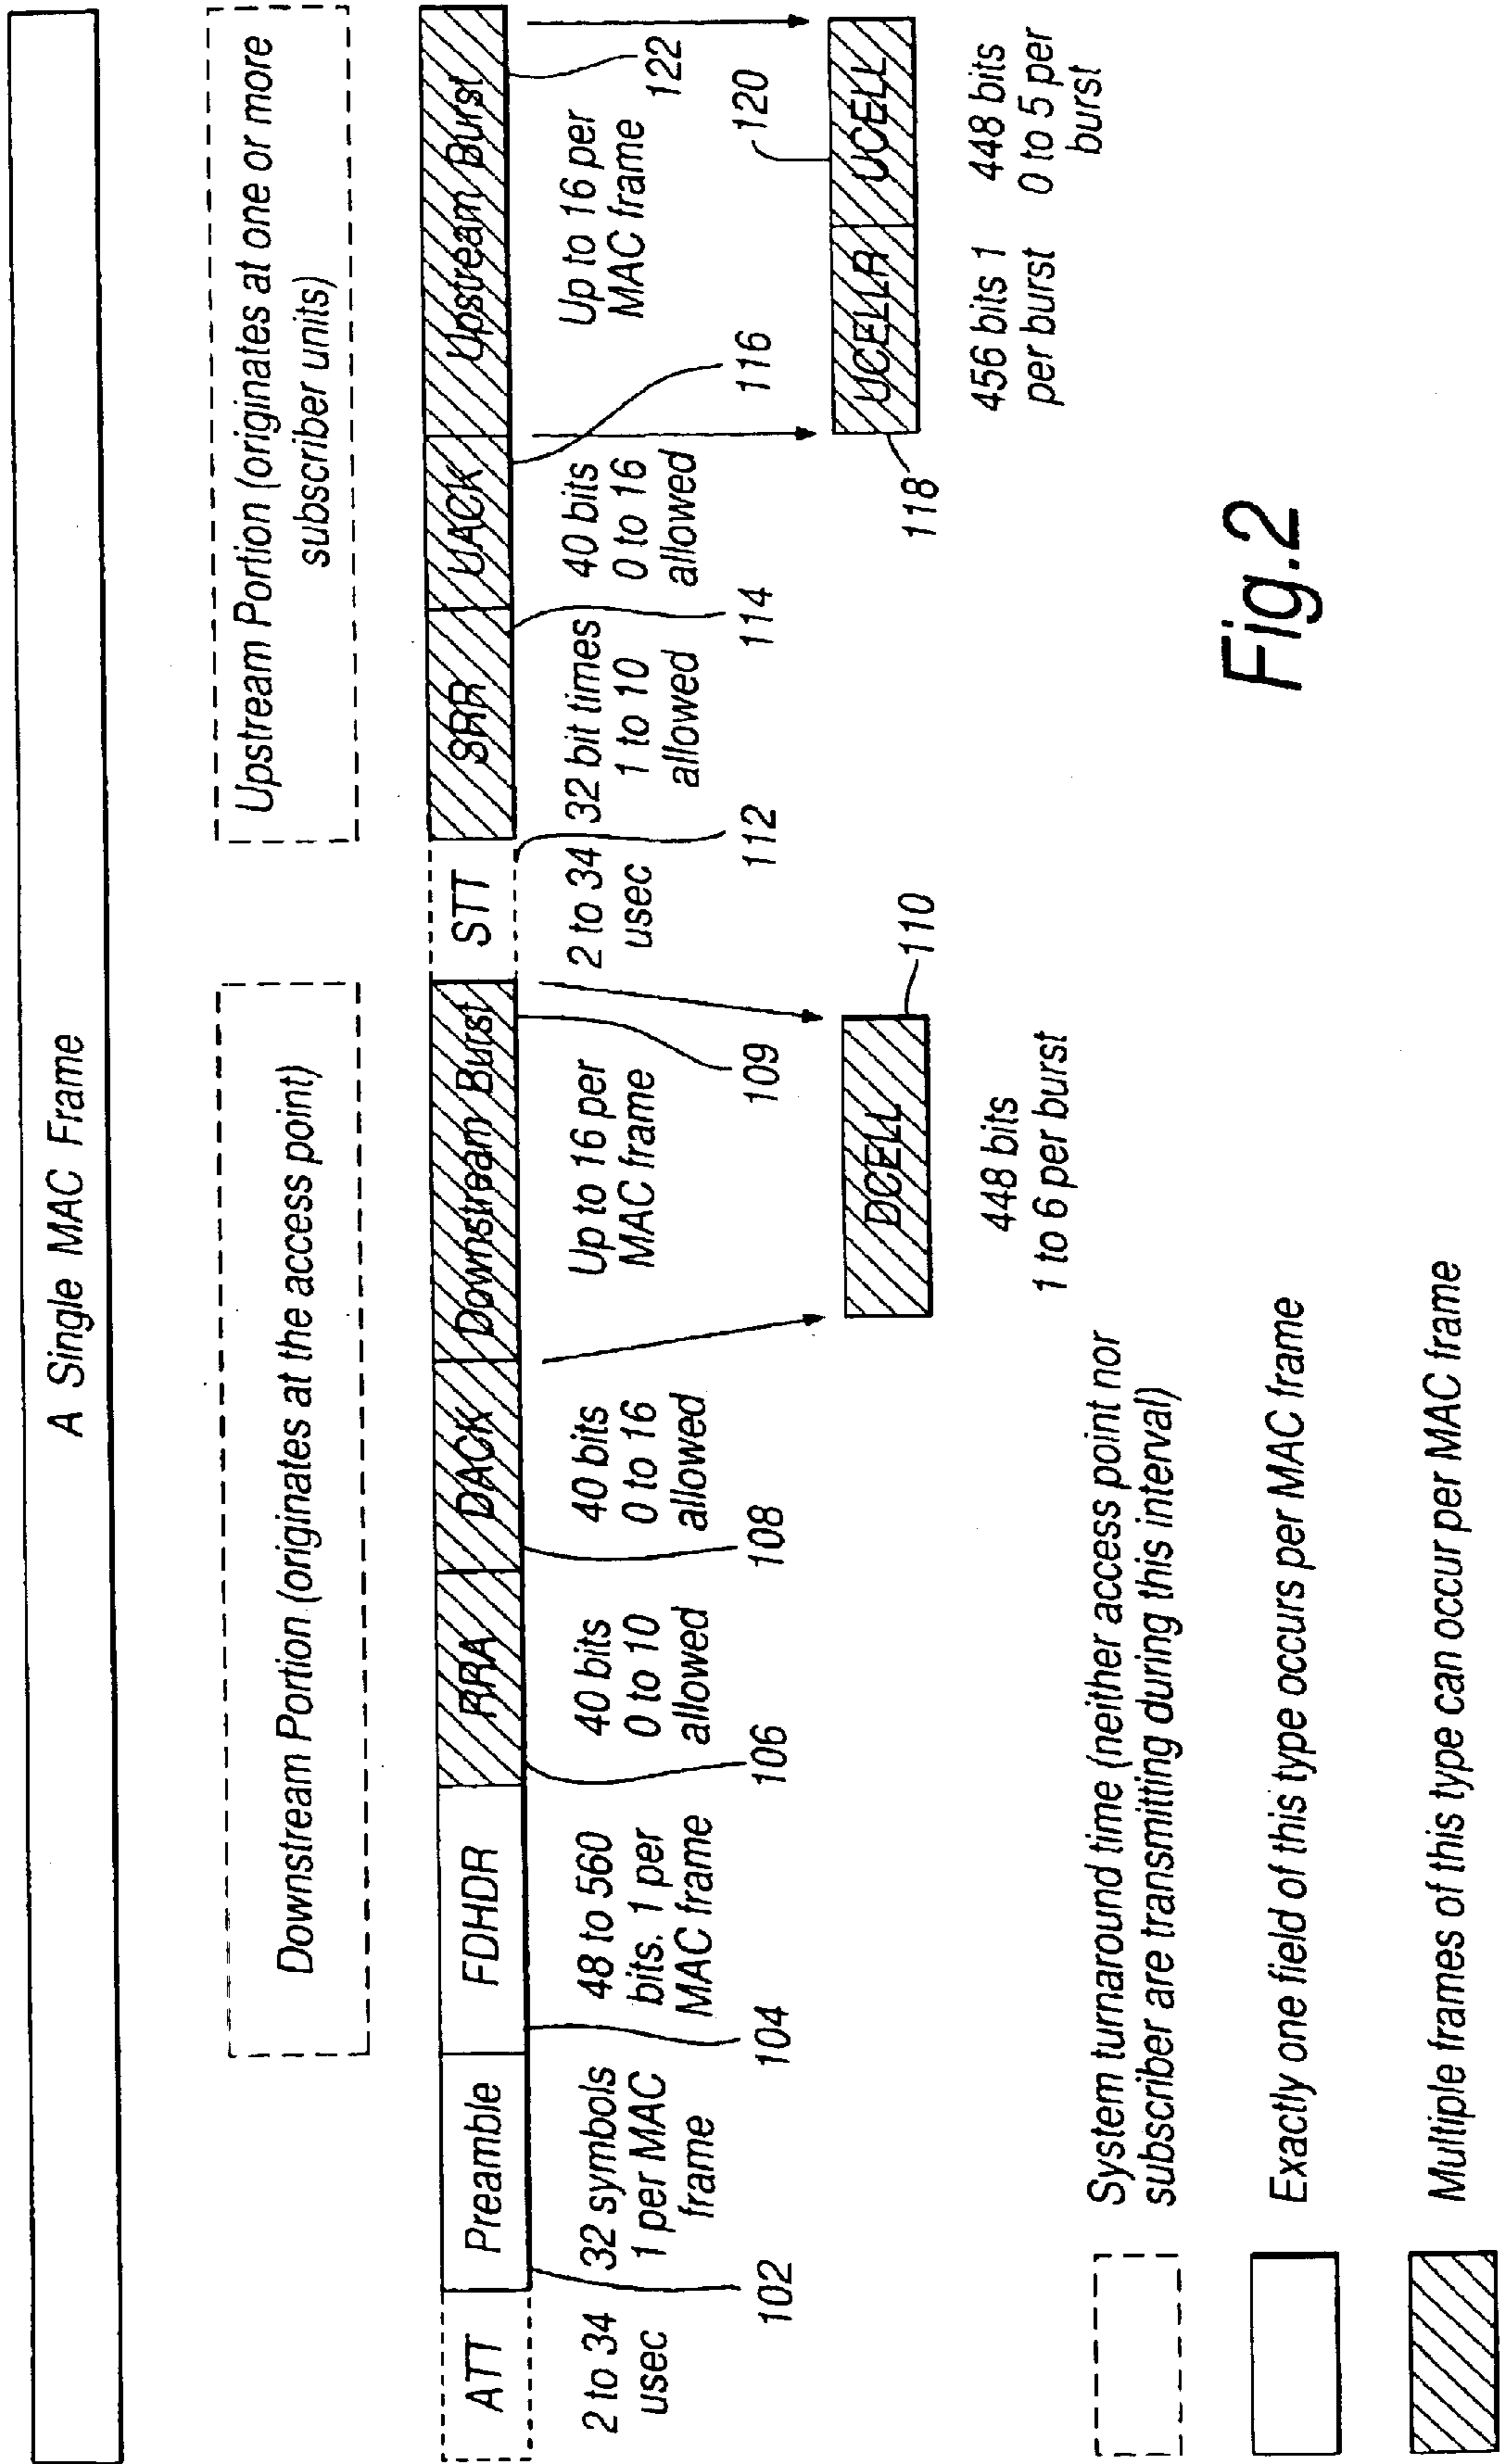 A Single MAC Frame
Downstream Portion (originates at the access point)
Upstream Portion (originates at one or more
subscriber units)
ATT
Preamble
FDHDR
RRA
DACK
Downstream Burst
STT
SRR
UACK
Upstream Burst
2 to 34
usec
32 symbols
1 per MAC
frame
48 to 560
bits. 1 per
MAC frame
40 bits
0 to 10
allowed
40 bits
0 to 16
allowed
Up to 16 per
MAC frame
2 to 34
usec
32 bit times
1 to 10
allowed
40 bits
0 to 16
allowed
Up to 16 per
MAC frame
102
104
106
108
109
112
114
116
122
DCELL
110
UCELLR
UCELL
118
120
448 bits
1 to 6 per burst
456 bits 1
per burst
448 bits
0 to 5 per
burst
System turnaround time (neither access point nor
subscriber are transmitting during this interval)
Exactly one field of this type occurs per MAC frame
Multiple frames of this type can occur per MAC frame
Fig.2